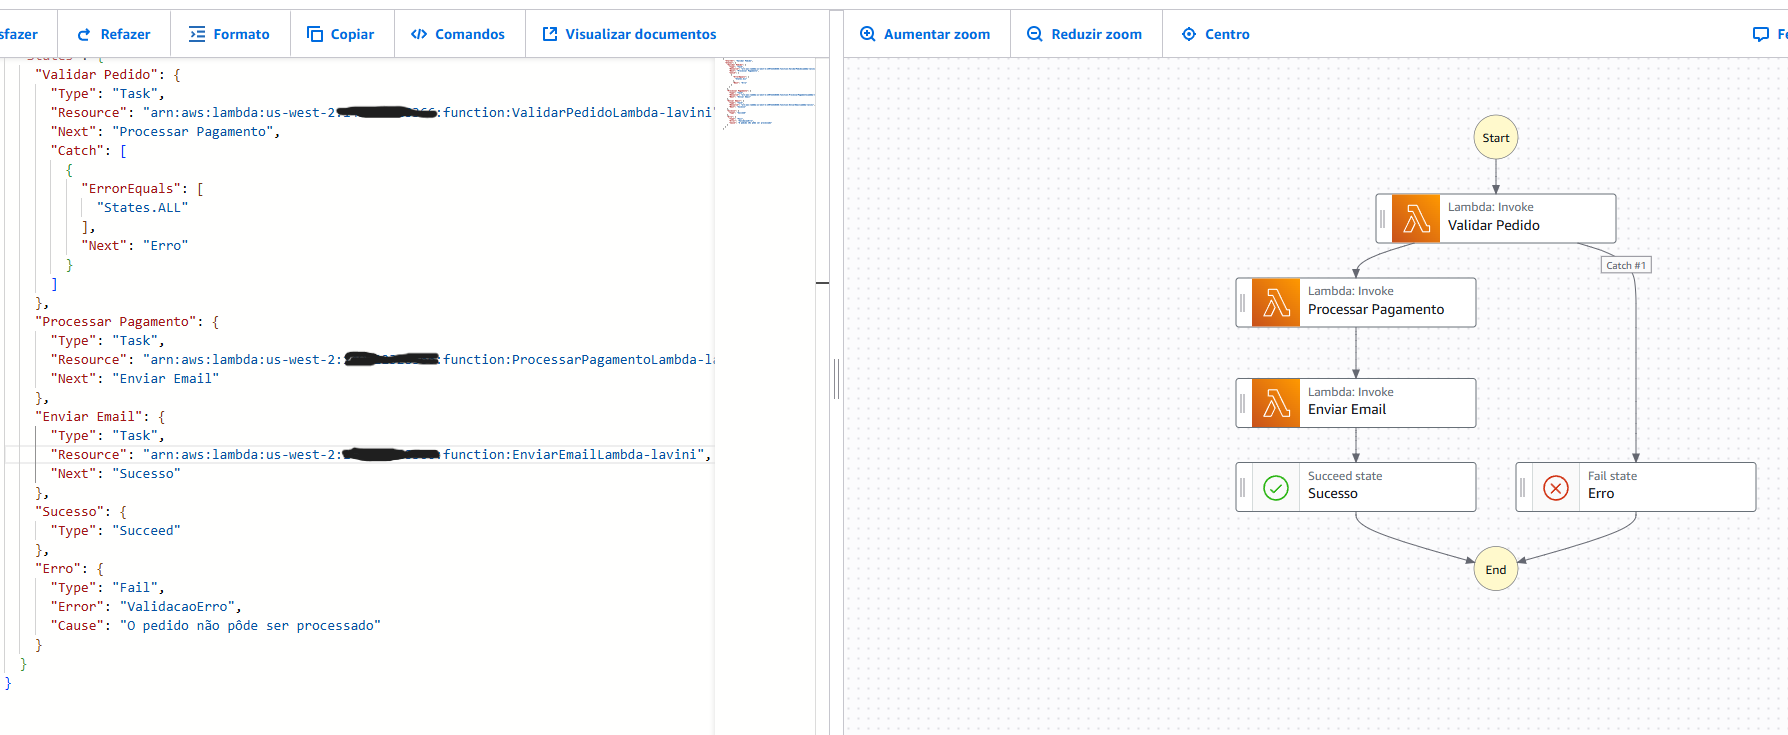 sfazer
Refazer
Formato
Copiar
Comandos
Visualizar documentos
Aumentar zoom
Reduzir zoom
Centro
"States": {
"Validar Pedido": {
"Type": "Task",
"Resource": "arn:aws:lambda:us-west-2: :function:ValidarPedidoLambda-lavini"
"Next": "Processar Pagamento",
"Catch": [
{
"ErrorEquals": [
"States.ALL"
],
"Next": "Erro"
}
]
},
"Processar Pagamento": {
"Type": "Task",
"Resource": "arn:aws:lambda:us-west-2: :function:ProcessarPagamentoLambda-la
"Next": "Enviar Email"
},
"Enviar Email": {
"Type": "Task",
"Resource": "arn:aws:lambda:us-west-2: :function:EnviarEmailLambda-lavini",
"Next": "Sucesso"
},
"Sucesso": {
"Type": "Succeed"
},
"Erro": {
"Type": "Fail",
"Error": "ValidacaoErro",
"Cause": "O pedido não pôde ser processado"
}
}
}
Start
Lambda: Invoke
Validar Pedido
Catch #1
Lambda: Invoke
Processar Pagamento
Lambda: Invoke
Enviar Email
Succeed state
Sucesso
Fail state
Erro
End